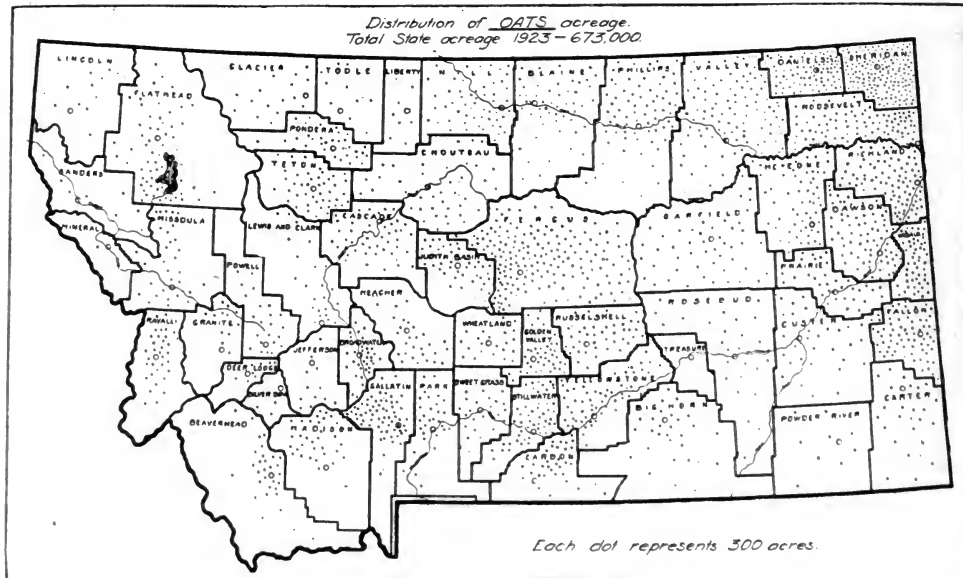 Distribution of OATS acreage.
Total State acreage 1923 – 673,000.
LINCOLN
FLATHEAD
GLACIER
TOOLE
LIBERTY
HILL
BLAINE
PHILLIPS
VALLEY
DANIELS
SHERIDAN
ROOSEVELT
PONDERA
TETON
CHOUTEAU
SANDERS
MINERAL
MISSOULA
LEWIS AND CLARK
POWELL
CASCADE
JUDITH BASIN
FERGUS
GARFIELD
McCONE
RICHLAND
DAWSON
WIBAUX
PRAIRIE
RAVALLI
GRANITE
DEER LODGE
SILVER BOW
JEFFERSON
BROADWATER
MEAGHER
WHEATLAND
GOLDEN VALLEY
MUSSELSHELL
ROSEBUD
TREASURE
CUSTER
FALLON
BEAVERHEAD
MADISON
GALLATIN
PARK
SWEET GRASS
STILLWATER
YELLOWSTONE
CARBON
BIG HORN
POWDER RIVER
CARTER
Each dot represents 300 acres.